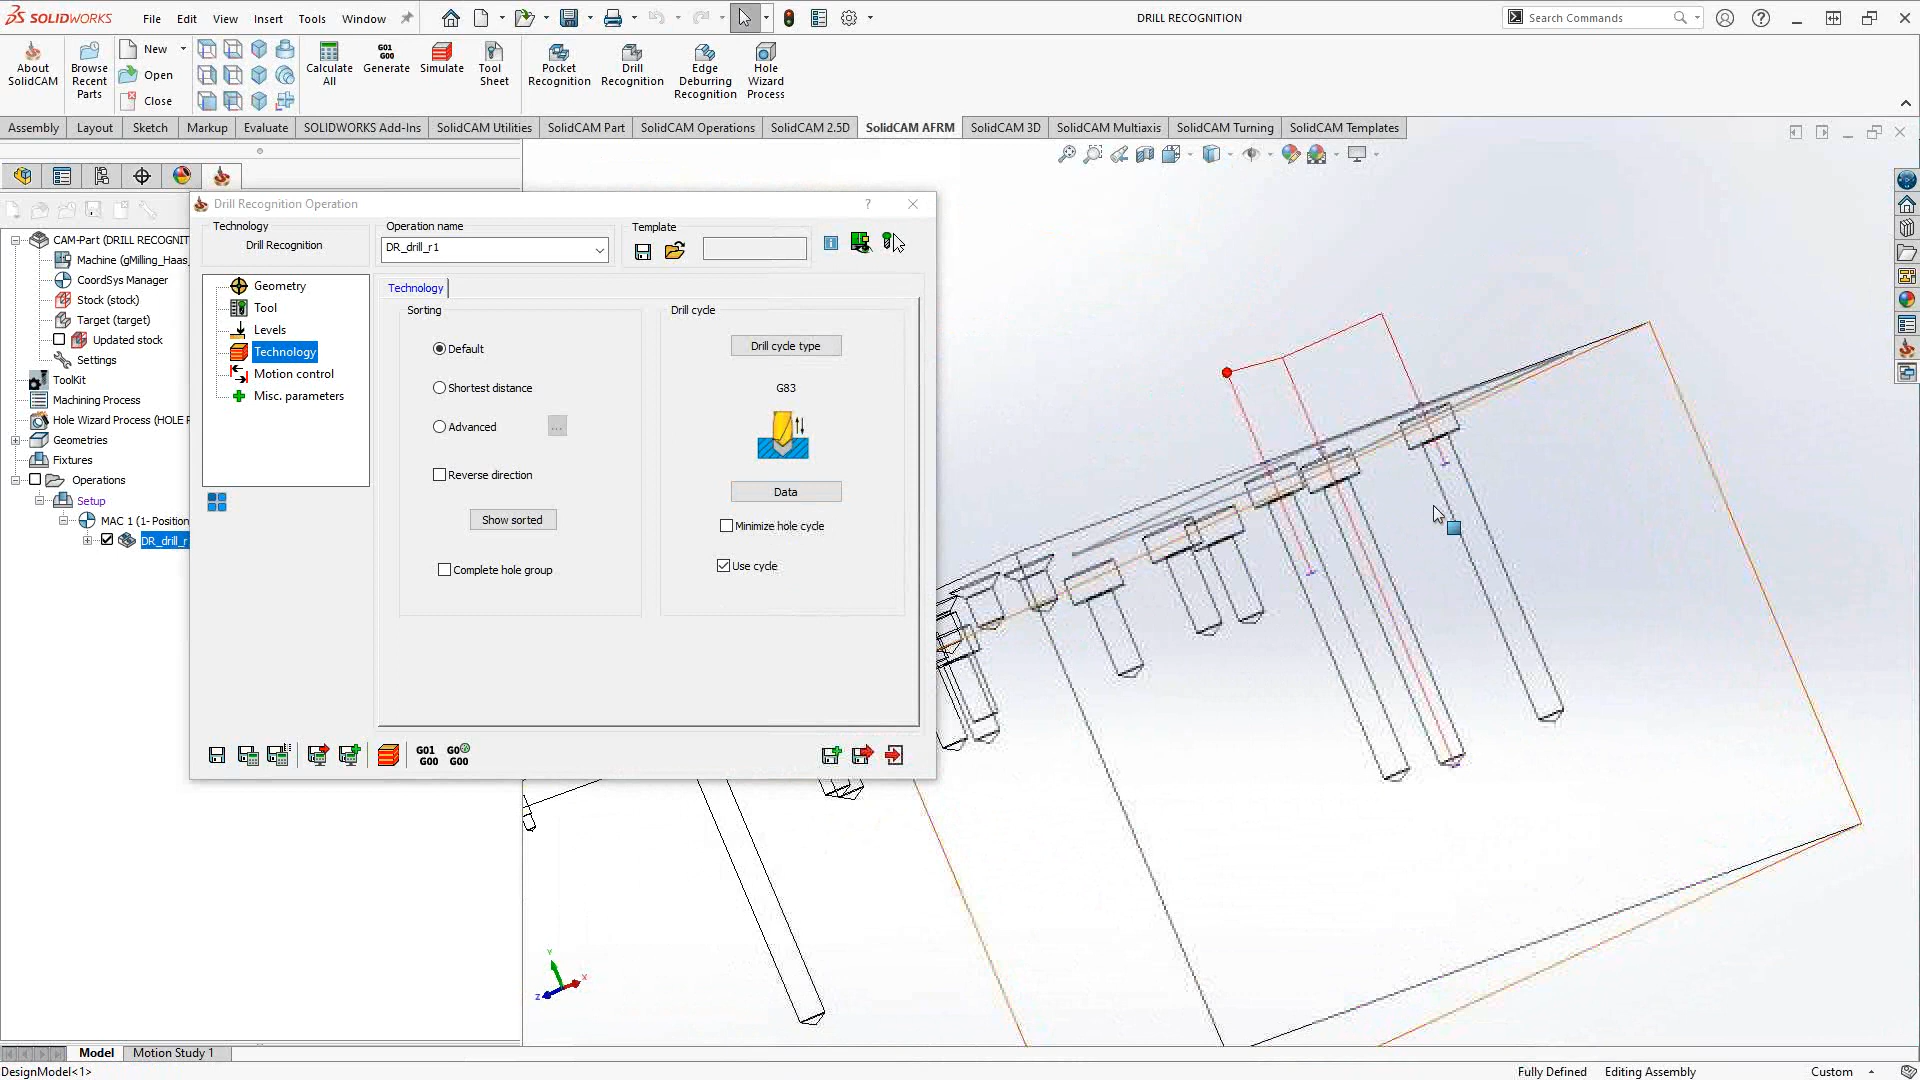 SOLIDWORKS File Edit View Insert Tools Window DRILL RECOGNITION Search Commands
About SolidCAM
Browse Recent Parts
New
Open
Close
Calculate All
G01 G00 Generate
Simulate
Tool Sheet
Pocket Recognition
Drill Recognition
Edge Deburring Recognition
Hole Wizard Process
Assembly Layout Sketch Markup Evaluate SOLIDWORKS Add-Ins SolidCAM Utilities SolidCAM Part SolidCAM Operations SolidCAM 2.5D SolidCAM AFRM SolidCAM 3D SolidCAM Multiaxis SolidCAM Turning SolidCAM Templates
CAM-Part (DRILL RECOGNIT
Machine (gMilling_Haas_
CoordSys Manager
Stock (stock)
Target (target)
Updated stock
Settings
ToolKit
Machining Process
Hole Wizard Process (HOLE P
Geometries
Fixtures
Operations
Setup
MAC 1 (1- Position
DR_drill_r
Drill Recognition Operation
?
Technology
Drill Recognition
Operation name
DR_drill_r1
Template
Geometry
Tool
Levels
Technology
Motion control
Misc. parameters
Technology
Sorting
Default
Shortest distance
Advanced
...
Reverse direction
Show sorted
Complete hole group
Drill cycle
Drill cycle type
G83
Data
Minimize hole cycle
Use cycle
G01 G00
G0 G00
Y
X
Z
Model Motion Study 1
DesignModel<1>
Fully Defined Editing Assembly Custom